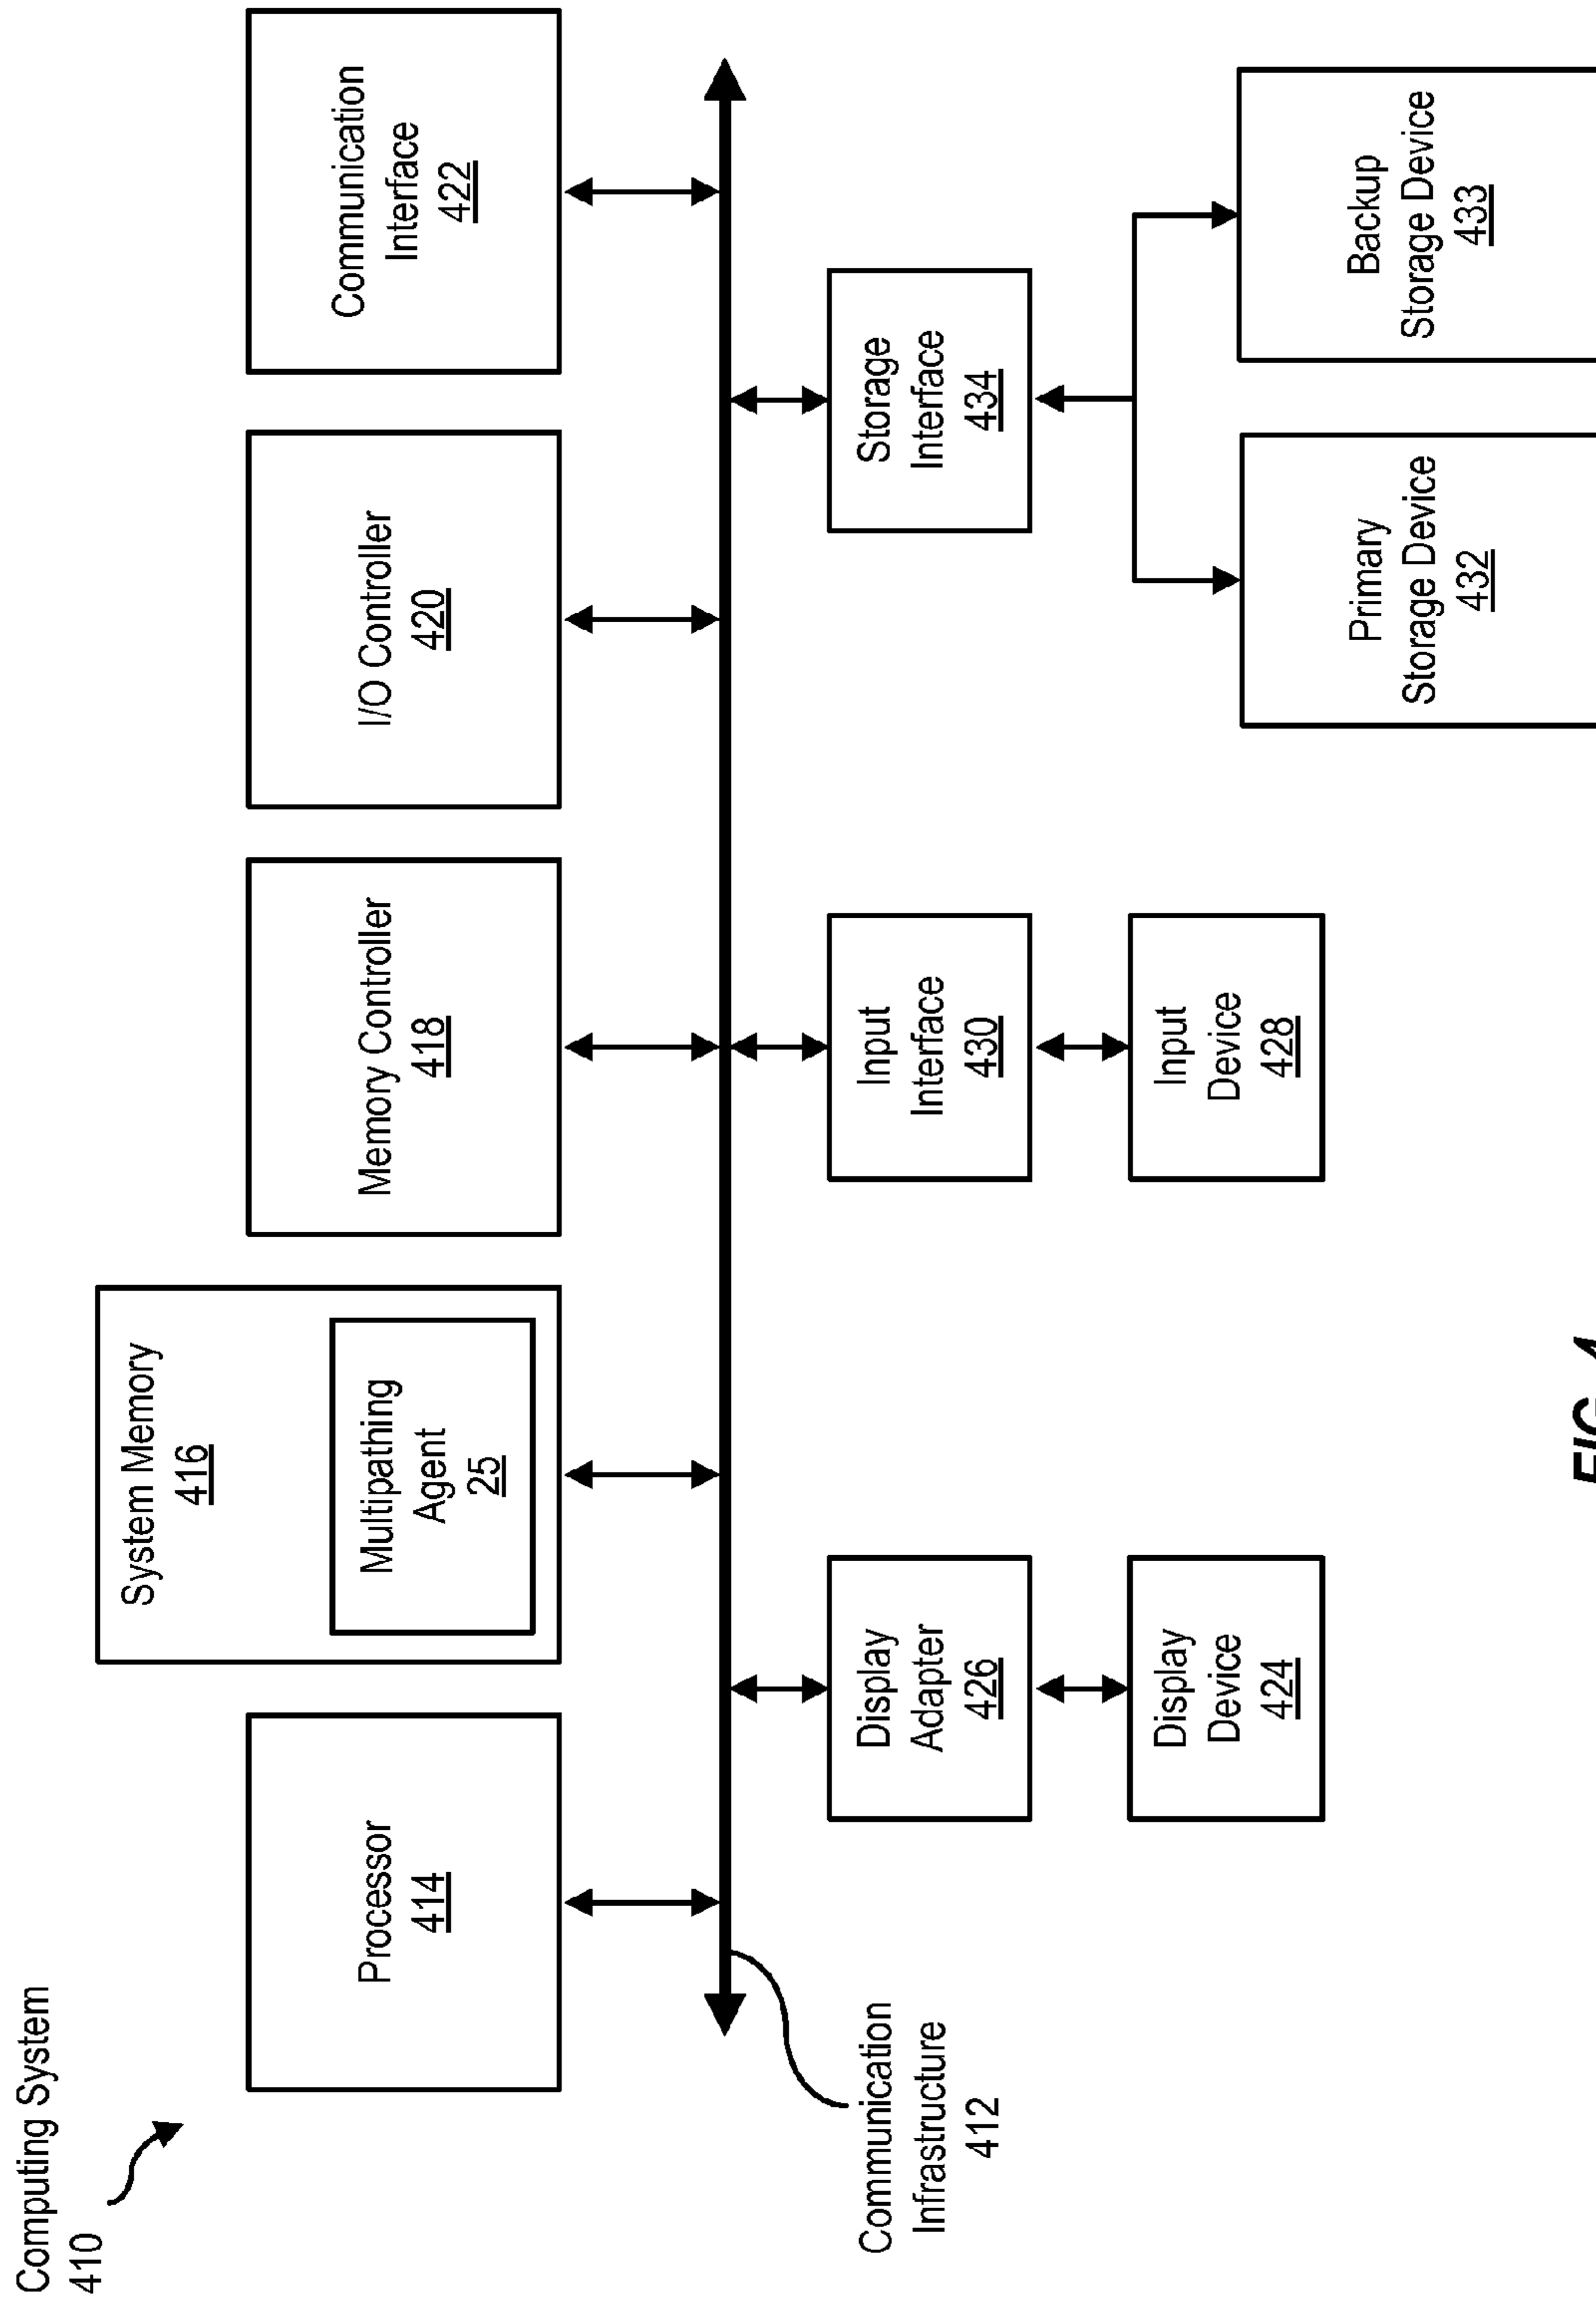 Computing System
410
Processor
414
System Memory
416
Multipathing
Agent
25
Memory Controller
418
I/O Controller
420
Communication
Interface
422
Communication
Infrastructure
412
Display
Adapter
426
Input
Interface
430
Storage
Interface
434
Display
Device
424
Input
Device
428
Primary
Storage Device
432
Backup
Storage Device
433
FIG. 4